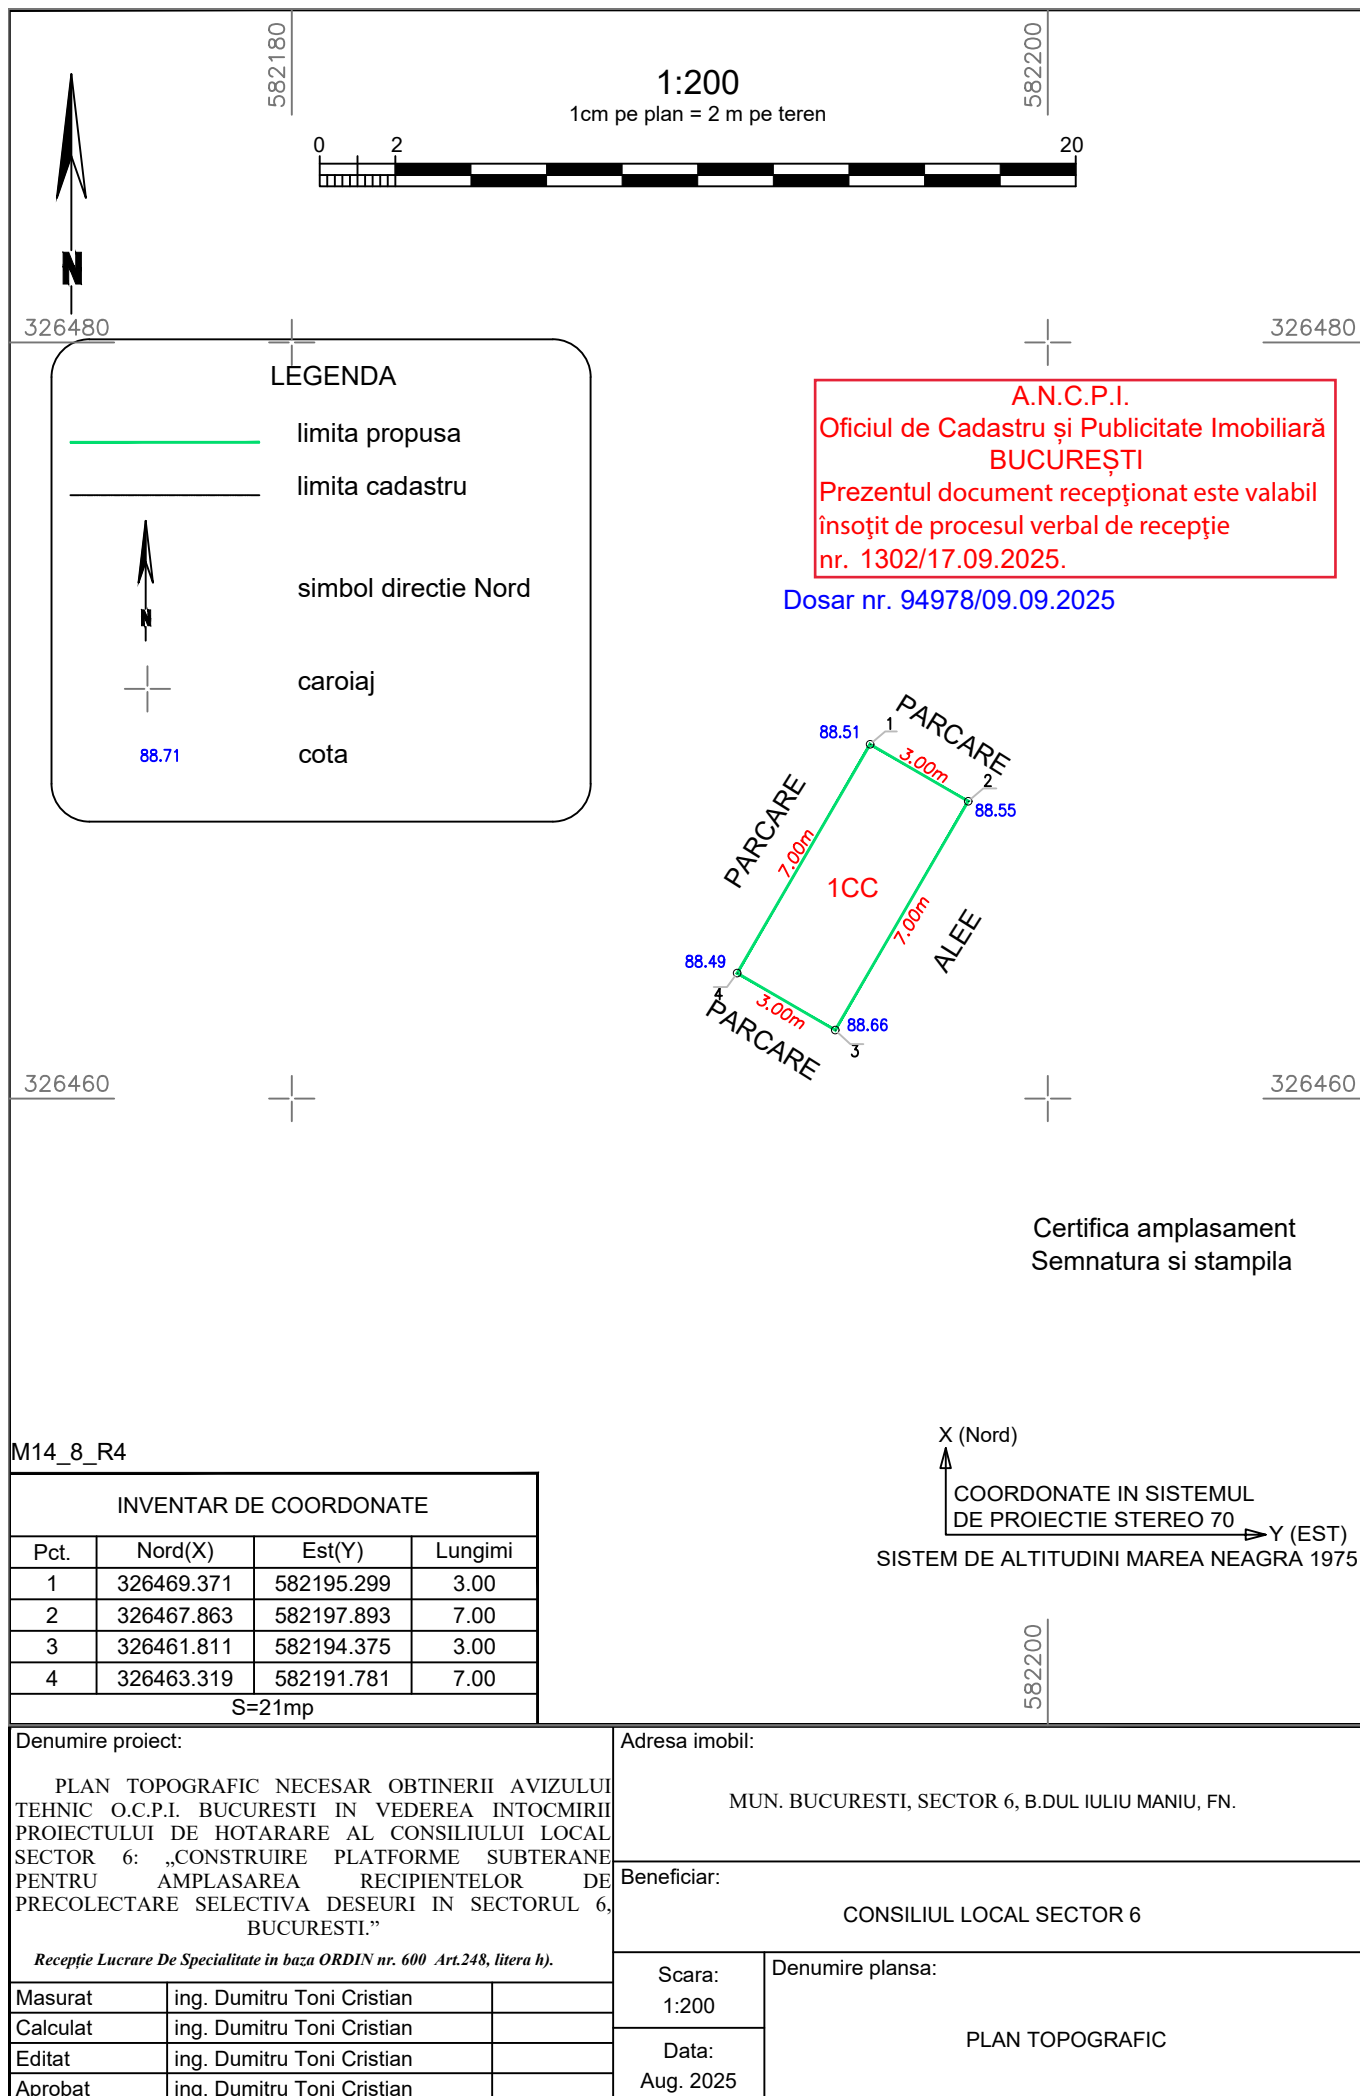 582180
582200
1:200
1cm pe plan = 2 m pe teren
0 2 20
N
326480 326480
LEGENDA
limita propusa
limita cadastru
N simbol directie Nord
caroiaj
88.71 cota
A.N.C.P.I.
Oficiul de Cadastru și Publicitate Imobiliară
BUCUREȘTI
Prezentul document recepţionat este valabil
însoţit de procesul verbal de recepţie
nr. 1302/17.09.2025.
Dosar nr. 94978/09.09.2025
PARCARE
88.51 1
3.00m
2
88.55
PARCARE
7.00m
1CC
7.00m
ALEE
88.49
4
3.00m
88.66
3
PARCARE
326460 326460
Certifica amplasament
Semnatura si stampila
X (Nord)
COORDONATE IN SISTEMUL
DE PROIECTIE STEREO 70
Y (EST)
SISTEM DE ALTITUDINI MAREA NEAGRA 1975
582200
M14_8_R4
INVENTAR DE COORDONATE
Pct. Nord(X) Est(Y) Lungimi
1 326469.371 582195.299 3.00
2 326467.863 582197.893 7.00
3 326461.811 582194.375 3.00
4 326463.319 582191.781 7.00
S=21mp
Denumire proiect:
PLAN TOPOGRAFIC NECESAR OBTINERII AVIZULUI
TEHNIC O.C.P.I. BUCURESTI IN VEDEREA INTOCMIRII
PROIECTULUI DE HOTARARE AL CONSILIULUI LOCAL
SECTOR 6: „CONSTRUIRE PLATFORME SUBTERANE
PENTRU AMPLASAREA RECIPIENTELOR DE
PRECOLECTARE SELECTIVA DESEURI IN SECTORUL 6,
BUCURESTI.”
Recepție Lucrare De Specialitate in baza ORDIN nr. 600 Art.248, litera h).
Masurat ing. Dumitru Toni Cristian
Calculat ing. Dumitru Toni Cristian
Editat ing. Dumitru Toni Cristian
Aprobat ing. Dumitru Toni Cristian
Adresa imobil:
MUN. BUCURESTI, SECTOR 6, B.DUL IULIU MANIU, FN.
Beneficiar:
CONSILIUL LOCAL SECTOR 6
Scara:
1:200
Data:
Aug. 2025
Denumire plansa:
PLAN TOPOGRAFIC